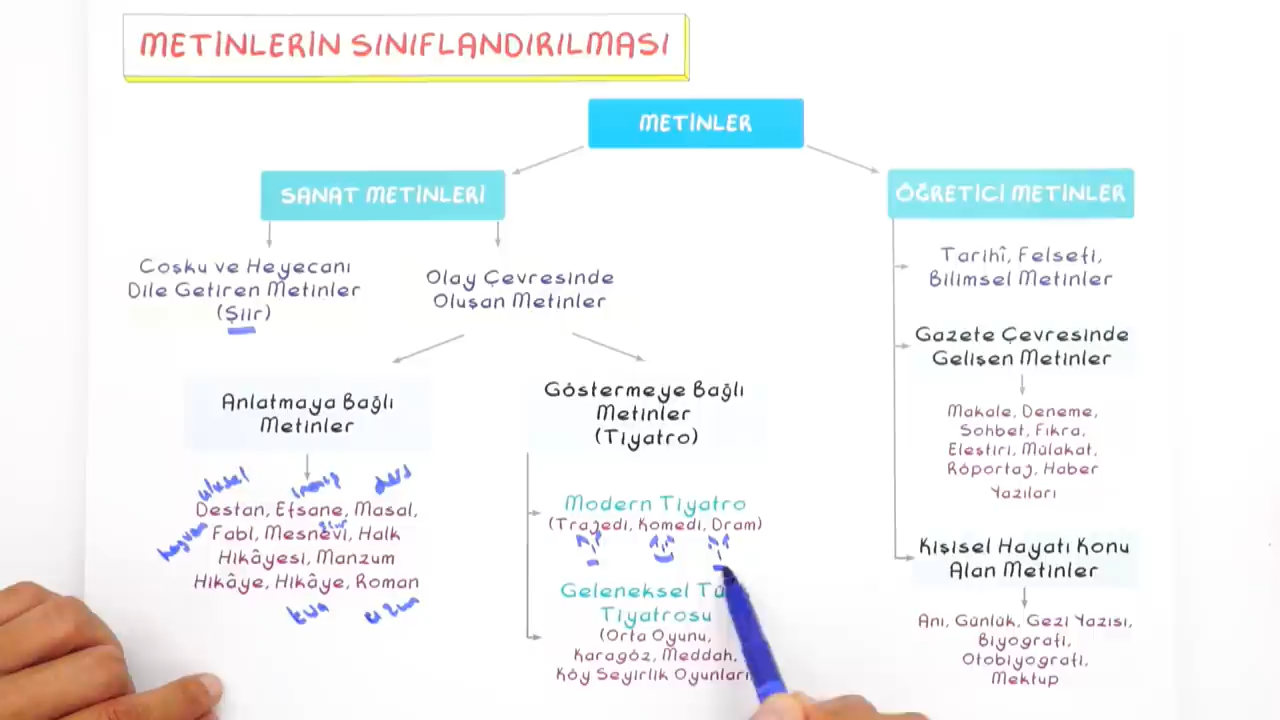 METİNLERİN SINIFLANDIRILMASI
METİNLER
SANAT METİNLERİ
ÖĞRETİCİ METİNLER
Coşku ve Heyecanı
Dile Getiren Metinler
(Şiir)
Olay Çevresinde
Oluşan Metinler
Anlatmaya Bağlı
Metinler
ulusal
Destan, Efsane, Masal,
Fabl, Mesnevi, Halk
Hikâyesi, Manzum
Hikâye, Hikâye, Roman
kısa uzun
Göstermeye Bağlı
Metinler
(Tiyatro)
Modern Tiyatro
(Trajedi, Komedi, Dram)
Geleneksel
Tiyatrosu
(Orta Oyunu,
Karagöz, Meddah,
Köy Seyirlik Oyunları
Tarihî, Felsefi,
Bilimsel Metinler
Gazete Çevresinde
Gelişen Metinler
Makale, Deneme,
Sohbet, Fıkra,
Eleştiri, Mülakat,
Röportaj, Haber
Yazıları
Kişisel Hayatı Konu
Alan Metinler
Anı, Günlük, Gezi Yazısı,
Biyografi,
Otobiyografi,
Mektup